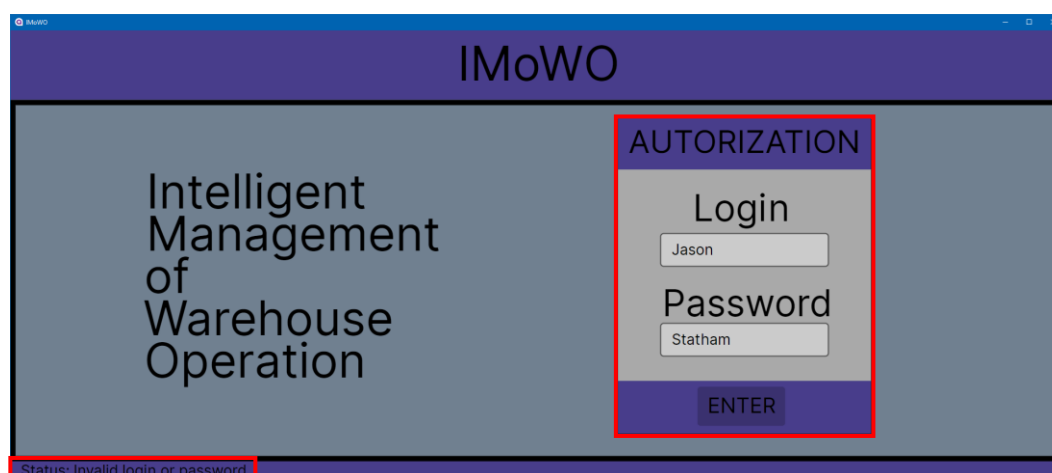 IMoWO
IMoWO
Intelligent
Management
of
Warehouse
Operation
AUTORIZATION
Login
Jason
Password
Statham
ENTER
Status: Invalid login or password